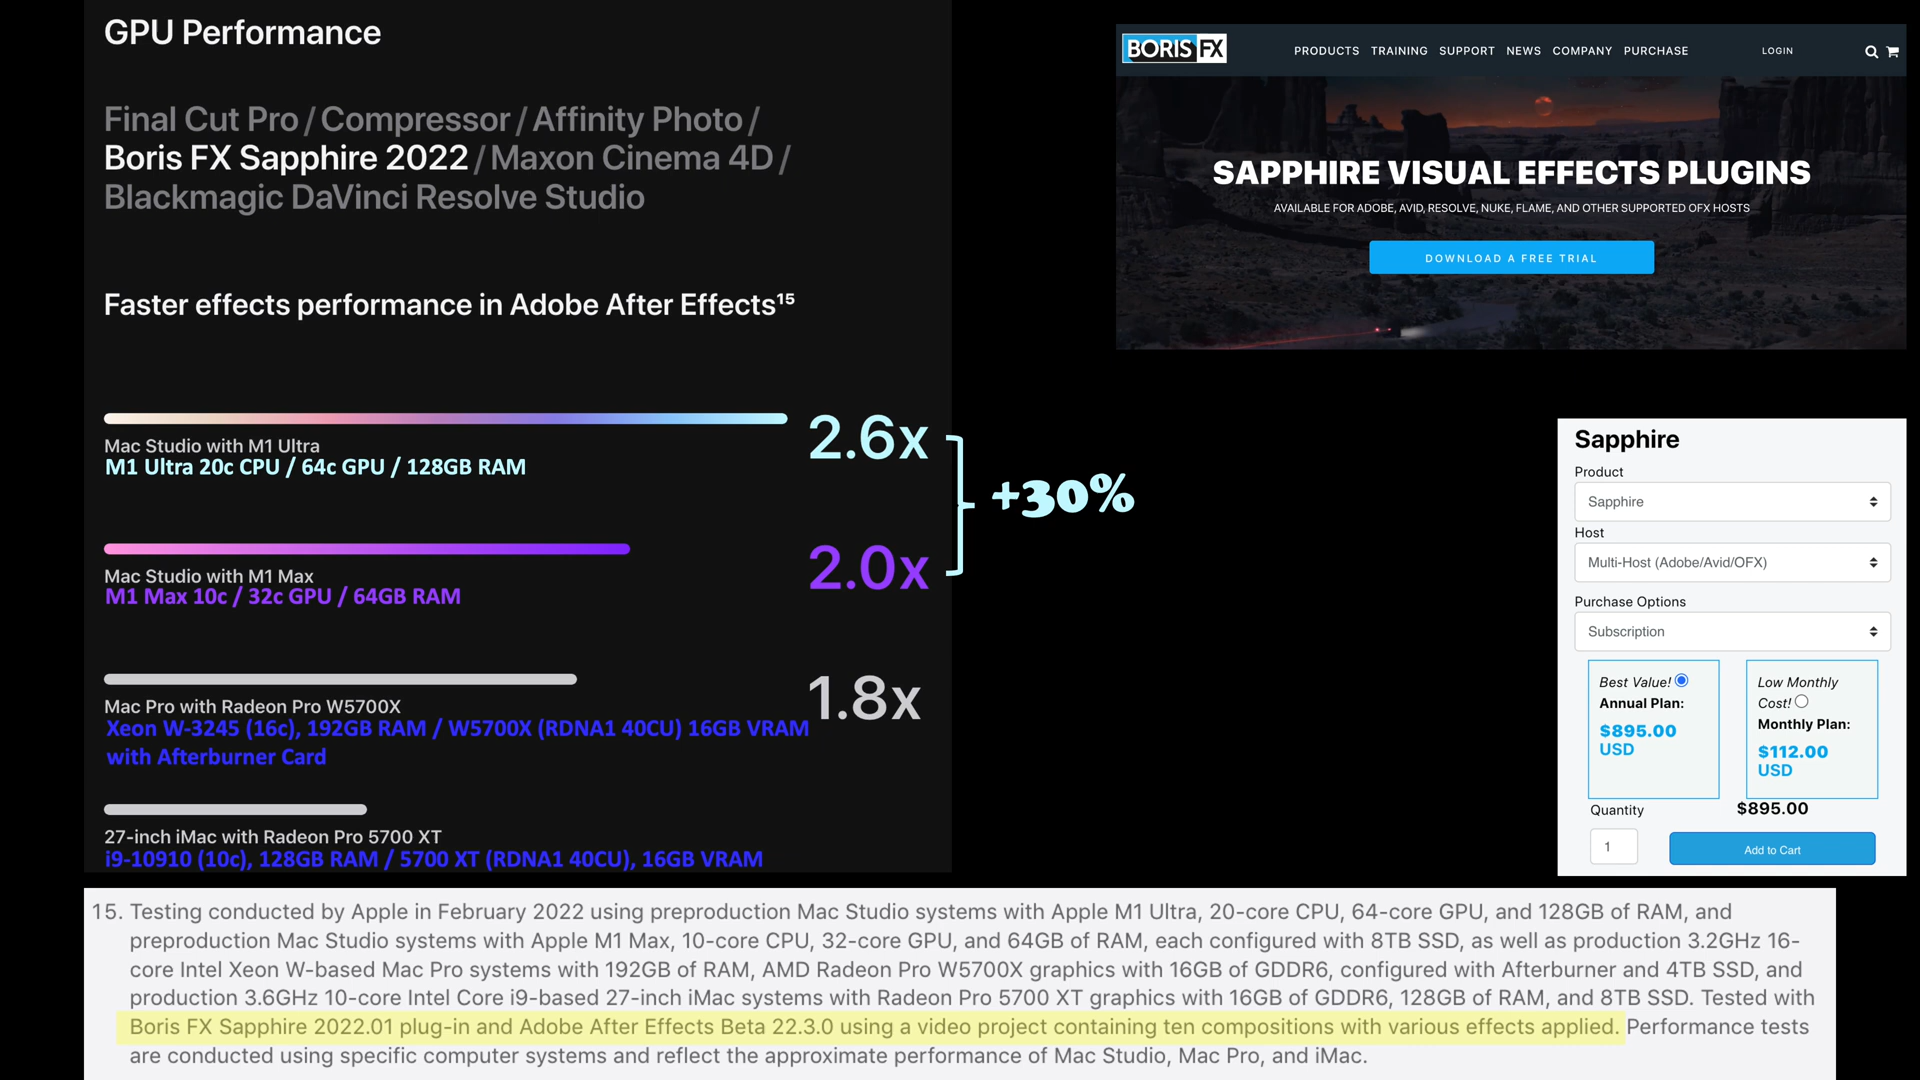 GPU Performance
Final Cut Pro / Compressor / Affinity Photo /
Boris FX Sapphire 2022 / Maxon Cinema 4D /
Blackmagic DaVinci Resolve Studio
Faster effects performance in Adobe After Effects¹⁵
2.6x
Mac Studio with M1 Ultra
M1 Ultra 20c CPU / 64c GPU / 128GB RAM
+30%
2.0x
Mac Studio with M1 Max
M1 Max 10c / 32c GPU / 64GB RAM
1.8x
Mac Pro with Radeon Pro W5700X
Xeon W-3245 (16c), 192GB RAM / W5700X (RDNA1 40CU) 16GB VRAM
with Afterburner Card
27-inch iMac with Radeon Pro 5700 XT
i9-10910 (10c), 128GB RAM / 5700 XT (RDNA1 40CU), 16GB VRAM
BORIS FX
PRODUCTS TRAINING SUPPORT NEWS COMPANY PURCHASE LOGIN
SAPPHIRE VISUAL EFFECTS PLUGINS
AVAILABLE FOR ADOBE, AVID, RESOLVE, NUKE, FLAME, AND OTHER SUPPORTED OFX HOSTS
DOWNLOAD A FREE TRIAL
Sapphire
Product
Sapphire
Host
Multi-Host (Adobe/Avid/OFX)
Purchase Options
Subscription
Best Value!
Annual Plan:
$895.00
USD
Low Monthly
Cost!
Monthly Plan:
$112.00
USD
Quantity
$895.00
1
Add to Cart
15. Testing conducted by Apple in February 2022 using preproduction Mac Studio systems with Apple M1 Ultra, 20-core CPU, 64-core GPU, and 128GB of RAM, and
preproduction Mac Studio systems with Apple M1 Max, 10-core CPU, 32-core GPU, and 64GB of RAM, each configured with 8TB SSD, as well as production 3.2GHz 16-
core Intel Xeon W-based Mac Pro systems with 192GB of RAM, AMD Radeon Pro W5700X graphics with 16GB of GDDR6, configured with Afterburner and 4TB SSD, and
production 3.6GHz 10-core Intel Core i9-based 27-inch iMac systems with Radeon Pro 5700 XT graphics with 16GB of GDDR6, 128GB of RAM, and 8TB SSD. Tested with
Boris FX Sapphire 2022.01 plug-in and Adobe After Effects Beta 22.3.0 using a video project containing ten compositions with various effects applied. Performance tests
are conducted using specific computer systems and reflect the approximate performance of Mac Studio, Mac Pro, and iMac.